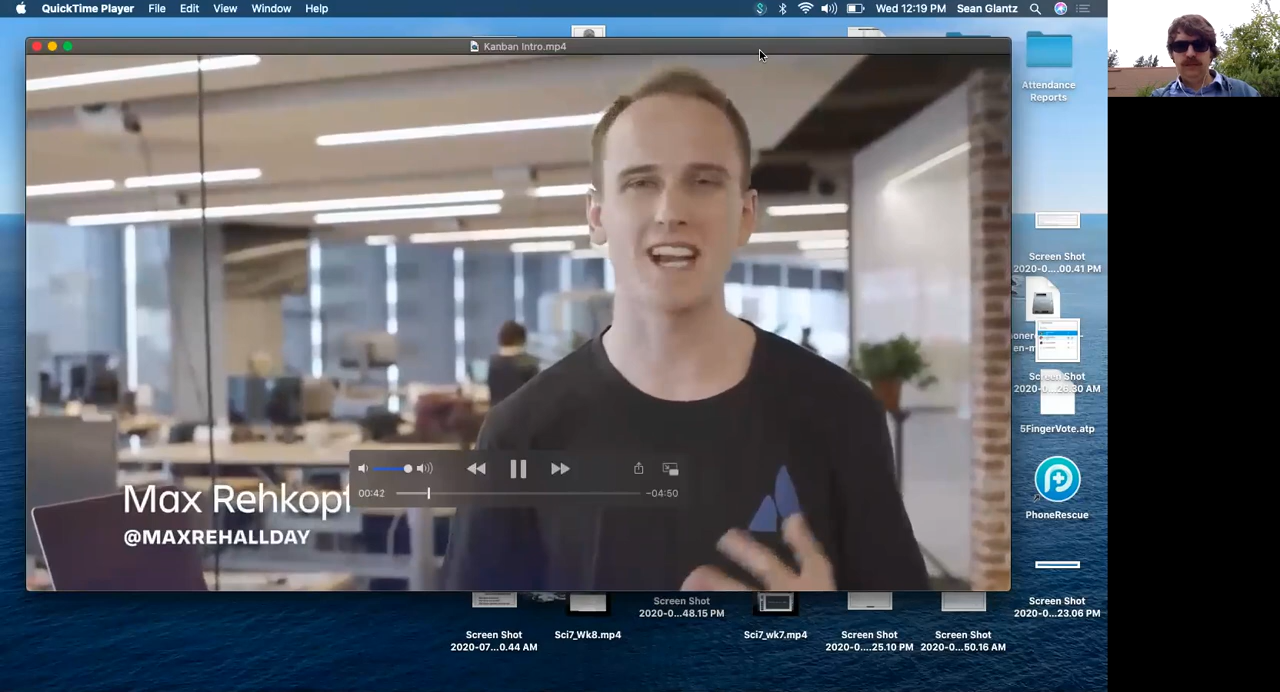 QuickTime Player File Edit View Window Help
Wed 12:19 PM Sean Glantz
Kanban Intro.mp4
Attendance
Reports
Screen Shot
2020-0....00.41 PM
Screen Shot
2020-0...26.30 AM
5FingerVote.atp
PhoneRescue
Max Rehkopf
@MAXREHALLDAY
00:42
-04:50
Screen Shot
2020-07...0.44 AM
Sci7_Wk8.mp4
Screen Shot
2020-0...48.15 PM
Sci7_wk7.mp4
Screen Shot
2020-0....25.10 PM
Screen Shot
2020-0...50.16 AM
Screen Shot
2020-0...23.06 PM